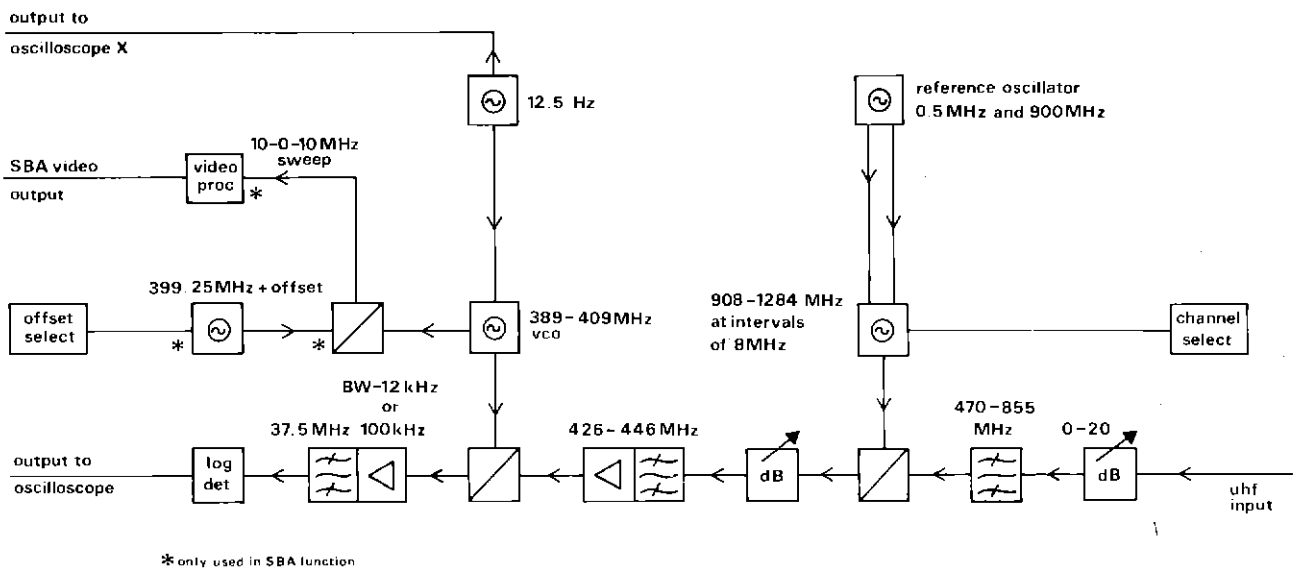 output to
oscilloscope X
12.5 Hz
reference oscillator
0.5 MHz and 900 MHz
10-0-10 MHz
sweep
SBA video
output
video
proc
*
399.25 MHz + offset
offset
select
*
*
389-409 MHz
vco
908-1284 MHz
at intervals
of 8 MHz
channel
select
BW-12 kHz
or
37.5 MHz 100 kHz
426-446 MHz
470-855
MHz
0-20
output to
oscilloscope
log
det
dB
dB
uhf
input
* only used in SBA function